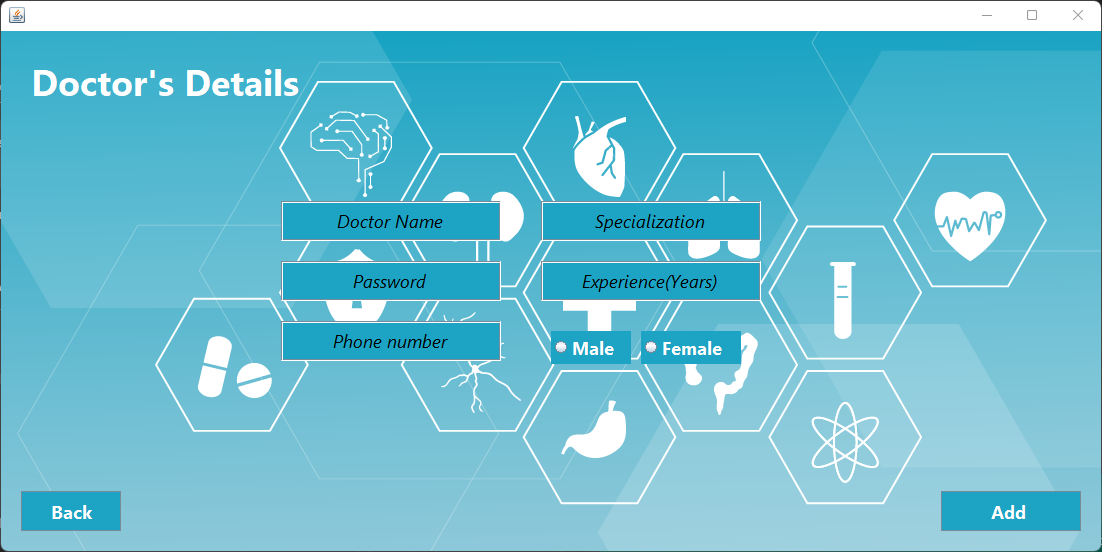 Doctor's Details
Doctor Name
Specialization
Password
Experience(Years)
Phone number
Male
Female
Back
Add